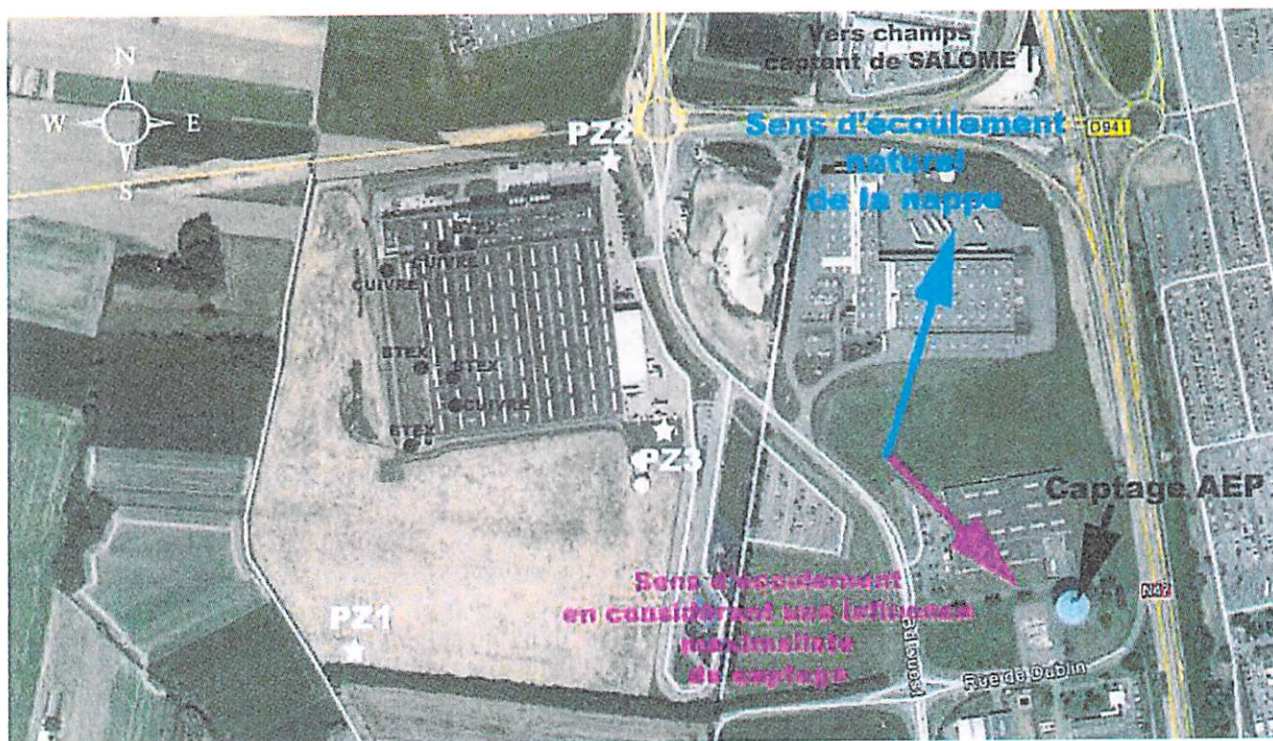 Vers champs
captant de SALOME
N
W E
S
PZ2
Sens d'écoulement
naturel
de la nappe
D941
BTEX
CUIVRE
CUIVRE
BTEX
BTEX
CUIVRE
BTEX
PZ3
Captage AEP
Sens d'écoulement
en considérant une influence
maximaliste
du captage
N47
PZ1
Rue de Dublin